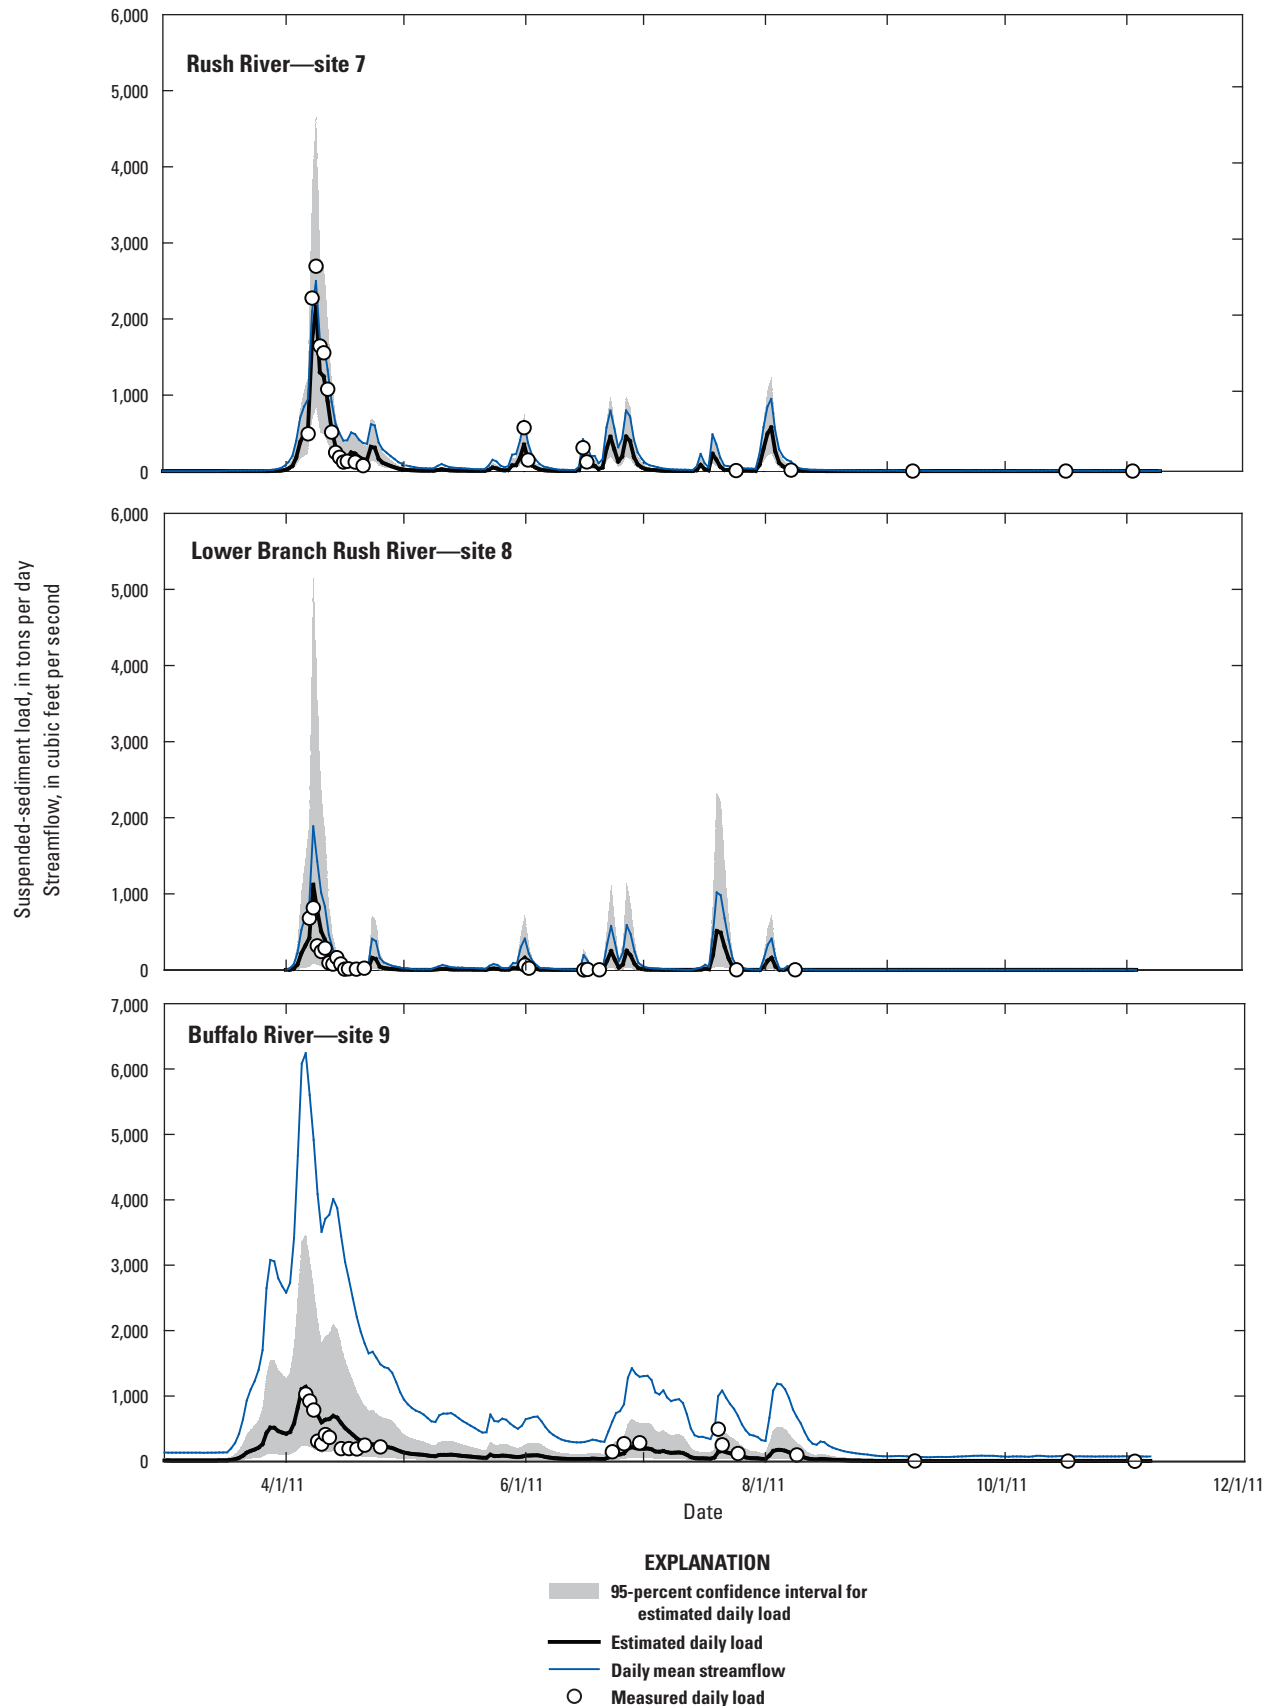 6,000
Rush River—site 7
5,000
4,000
3,000
2,000
1,000
0
6,000
Lower Branch Rush River—site 8
5,000
4,000
3,000
2,000
1,000
0
Suspended-sediment load, in tons per day
Streamflow, in cubic feet per second
7,000
Buffalo River—site 9
6,000
5,000
4,000
3,000
2,000
1,000
0
4/1/11 6/1/11 8/1/11 10/1/11 12/1/11
Date
EXPLANATION
95-percent confidence interval for
estimated daily load
Estimated daily load
Daily mean streamflow
Measured daily load